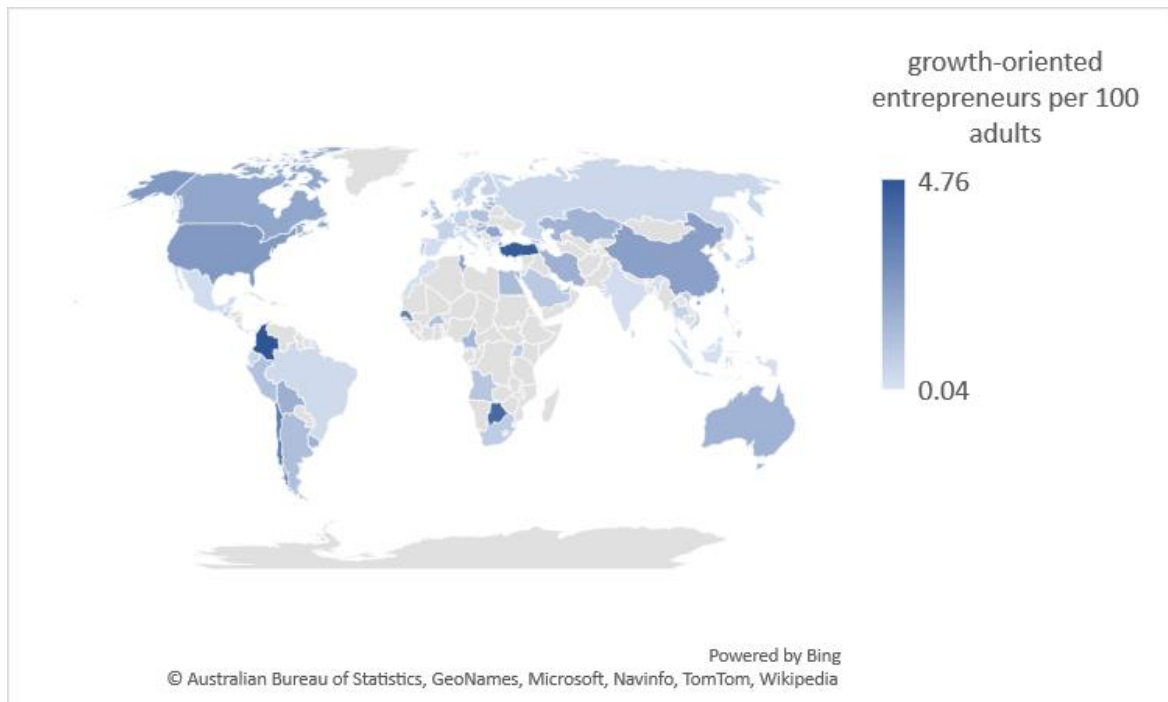 growth-oriented
entrepreneurs per 100
adults
4.76
0.04
Powered by Bing
© Australian Bureau of Statistics, GeoNames, Microsoft, Navinfo, TomTom, Wikipedia